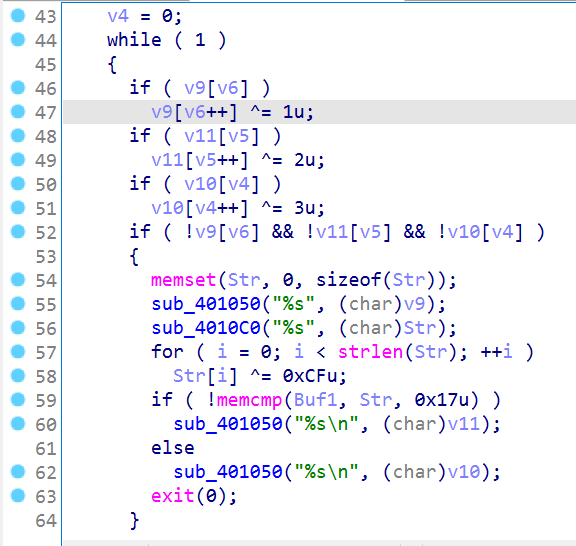 43 v4 = 0;
44 while ( 1 )
45 {
46 if ( v9[v6] )
47 v9[v6++] ^= 1u;
48 if ( v11[v5] )
49 v11[v5++] ^= 2u;
50 if ( v10[v4] )
51 v10[v4++] ^= 3u;
52 if ( !v9[v6] && !v11[v5] && !v10[v4] )
53 {
54 memset(Str, 0, sizeof(Str));
55 sub_401050("%s", (char)v9);
56 sub_4010C0("%s", (char)Str);
57 for ( i = 0; i < strlen(Str); ++i )
58 Str[i] ^= 0xCFu;
59 if ( !memcmp(Buf1, Str, 0x17u) )
60 sub_401050("%s\n", (char)v11);
61 else
62 sub_401050("%s\n", (char)v10);
63 exit(0);
64 }